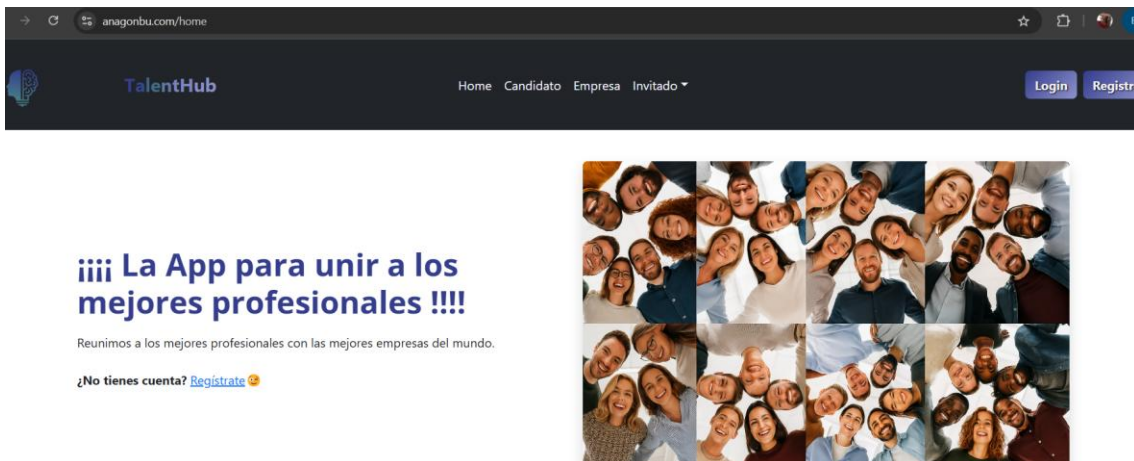 anagonbu.com/home
TalentHub
Home Candidato Empresa Invitado
Login Registr
¡¡¡¡ La App para unir a los
mejores profesionales !!!!
Reunimos a los mejores profesionales con las mejores empresas del mundo.
¿No tienes cuenta? Regístrate